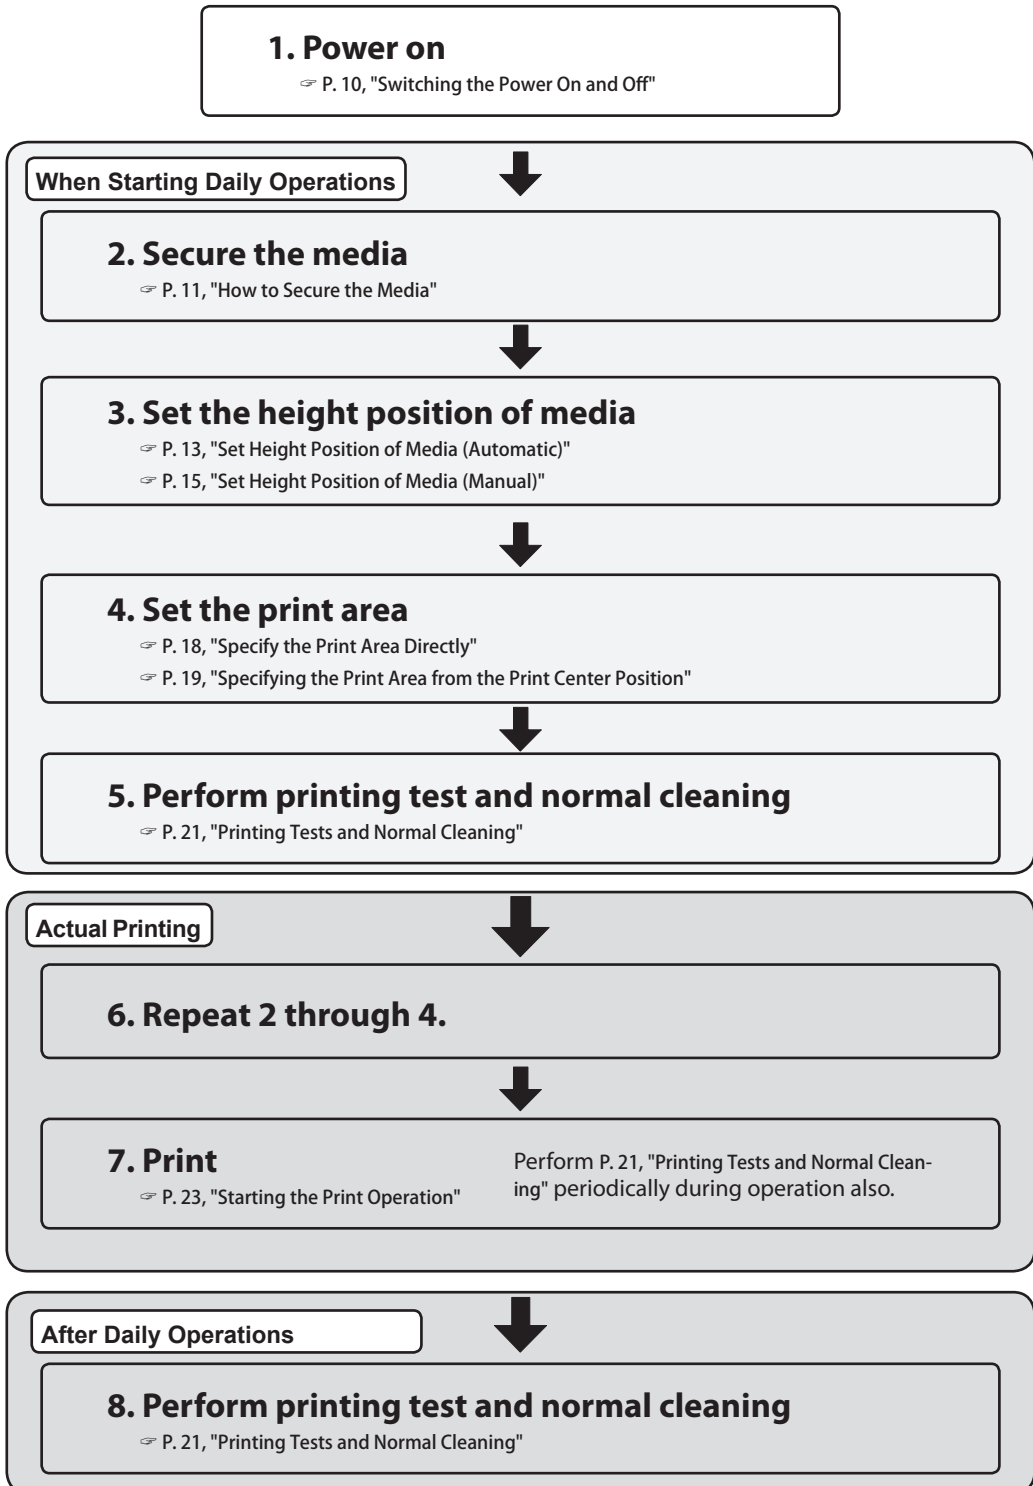 1. Power on
☞ P. 10, "Switching the Power On and Off"
When Starting Daily Operations
2. Secure the media
☞ P. 11, "How to Secure the Media"
3. Set the height position of media
☞ P. 13, "Set Height Position of Media (Automatic)"
☞ P. 15, "Set Height Position of Media (Manual)"
4. Set the print area
☞ P. 18, "Specify the Print Area Directly"
☞ P. 19, "Specifying the Print Area from the Print Center Position"
5. Perform printing test and normal cleaning
☞ P. 21, "Printing Tests and Normal Cleaning"
Actual Printing
6. Repeat 2 through 4.
7. Print
☞ P. 23, "Starting the Print Operation"
Perform P. 21, "Printing Tests and Normal Clean-
ing" periodically during operation also.
After Daily Operations
8. Perform printing test and normal cleaning
☞ P. 21, "Printing Tests and Normal Cleaning"